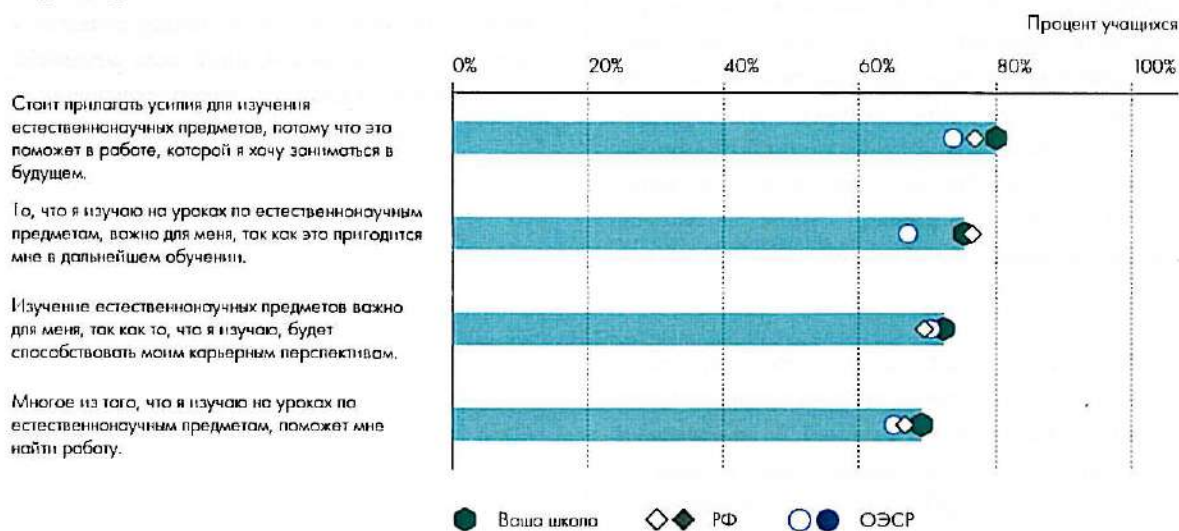 Процент учащихся
0% 20% 40% 60% 80% 100%
Стоит прилагать усилия для изучения
естественнонаучных предметов, потому что это
поможет в работе, которой я хочу заниматься в
будущем.
То, что я изучаю на уроках по естественнонаучным
предметам, важно для меня, так как это пригодится
мне в дальнейшем обучении.
Изучение естественнонаучных предметов важно
для меня, так как то, что я изучаю, будет
способствовать моим карьерным перспективам.
Многое из того, что я изучаю на уроках по
естественнонаучным предметам, поможет мне
найти работу.
Ваша школа РФ ОЭСР